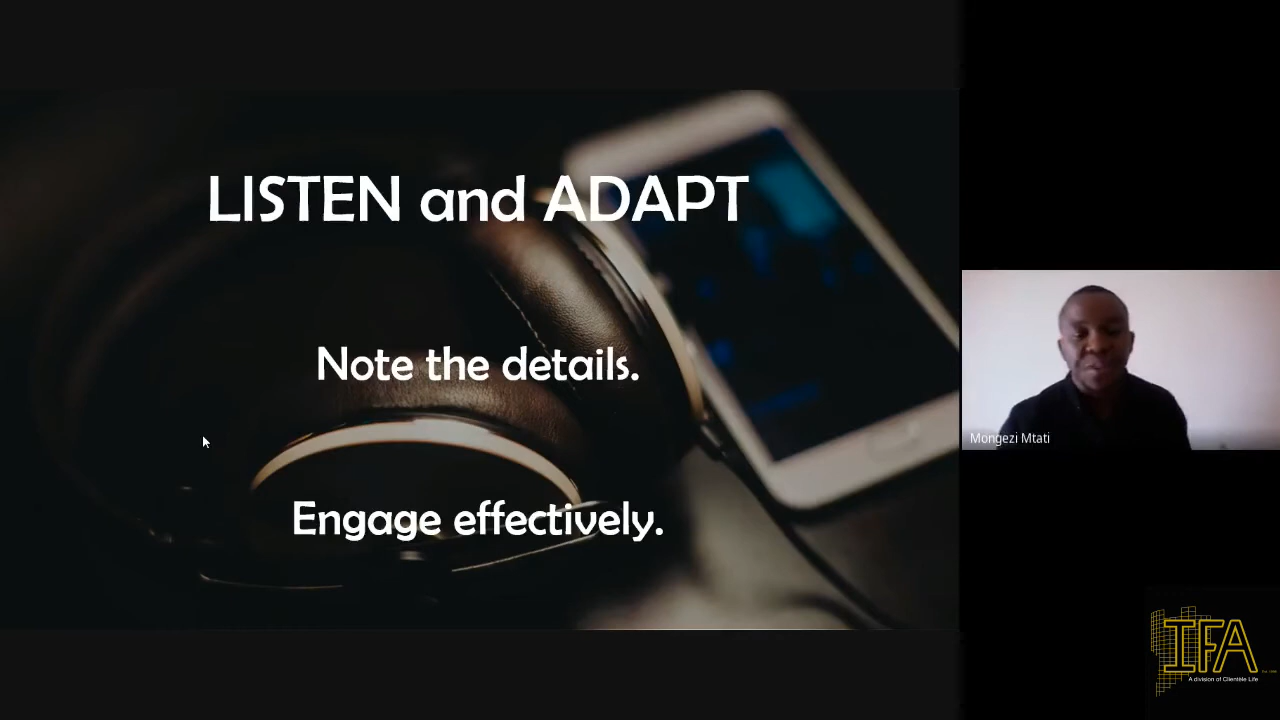 LISTEN and ADAPT
Note the details.
Engage effectively.
Mongezi Mtati
IFA
A division of Clientèle Life